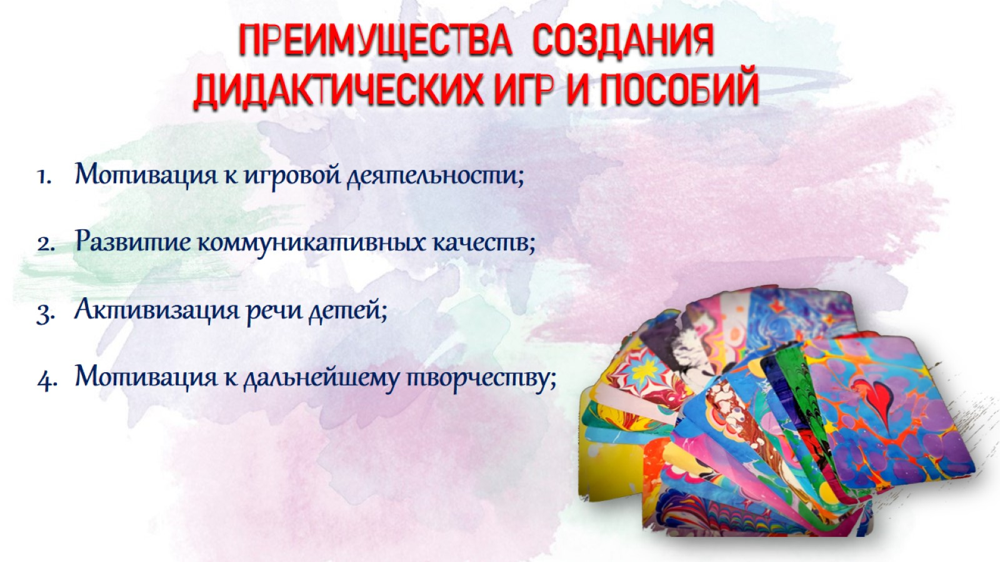 ПРЕИМУЩЕСТВА СОЗДАНИЯ
ДИДАКТИЧЕСКИХ ИГР И ПОСОБИЙ
1. Мотивация к игровой деятельности;
2. Развитие коммуникативных качеств;
3. Активизация речи детей;
4. Мотивация к дальнейшему творчеству;